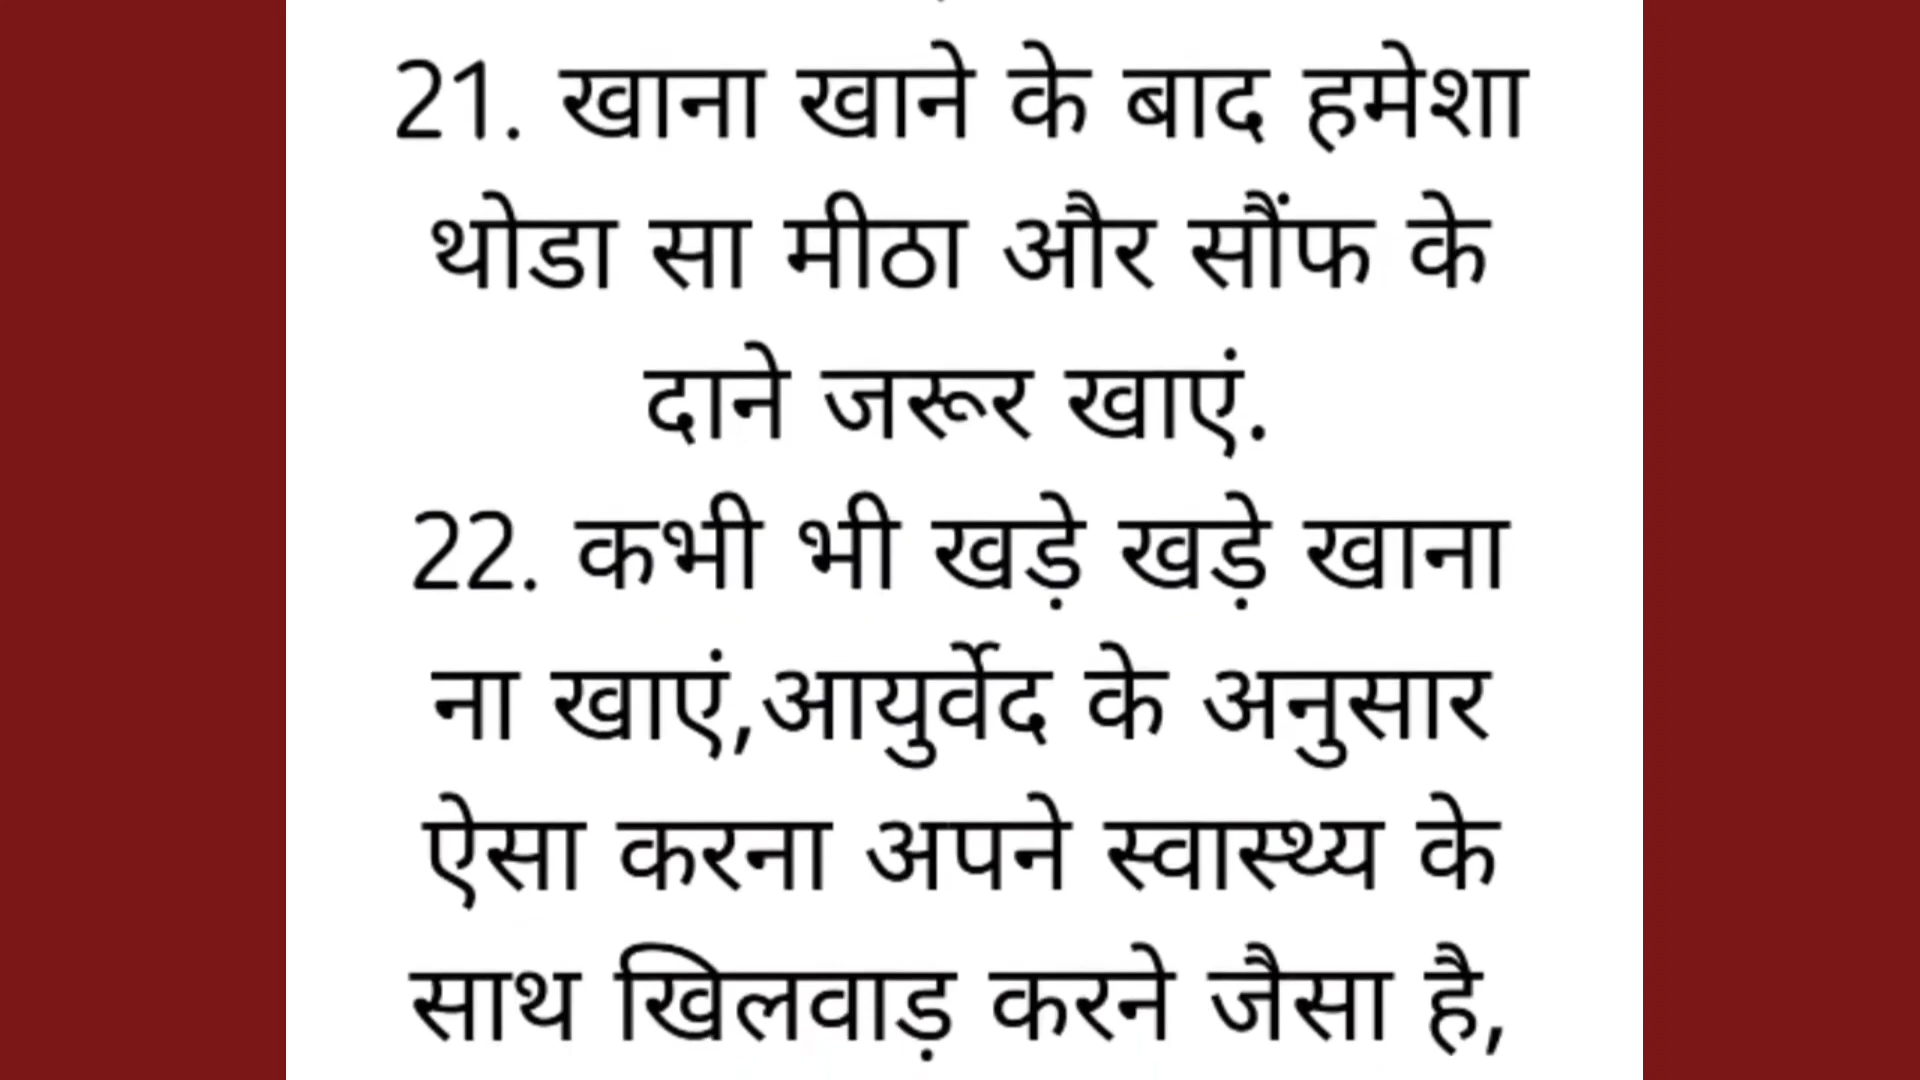 21. खाना खाने के बाद हमेशा
थोडा सा मीठा और सौंफ के
दाने जरूर खाएं.
22. कभी भी खड़े खड़े खाना
ना खाएं,आयुर्वेद के अनुसार
ऐसा करना अपने स्वास्थ्य के
साथ खिलवाड़ करने जैसा है,